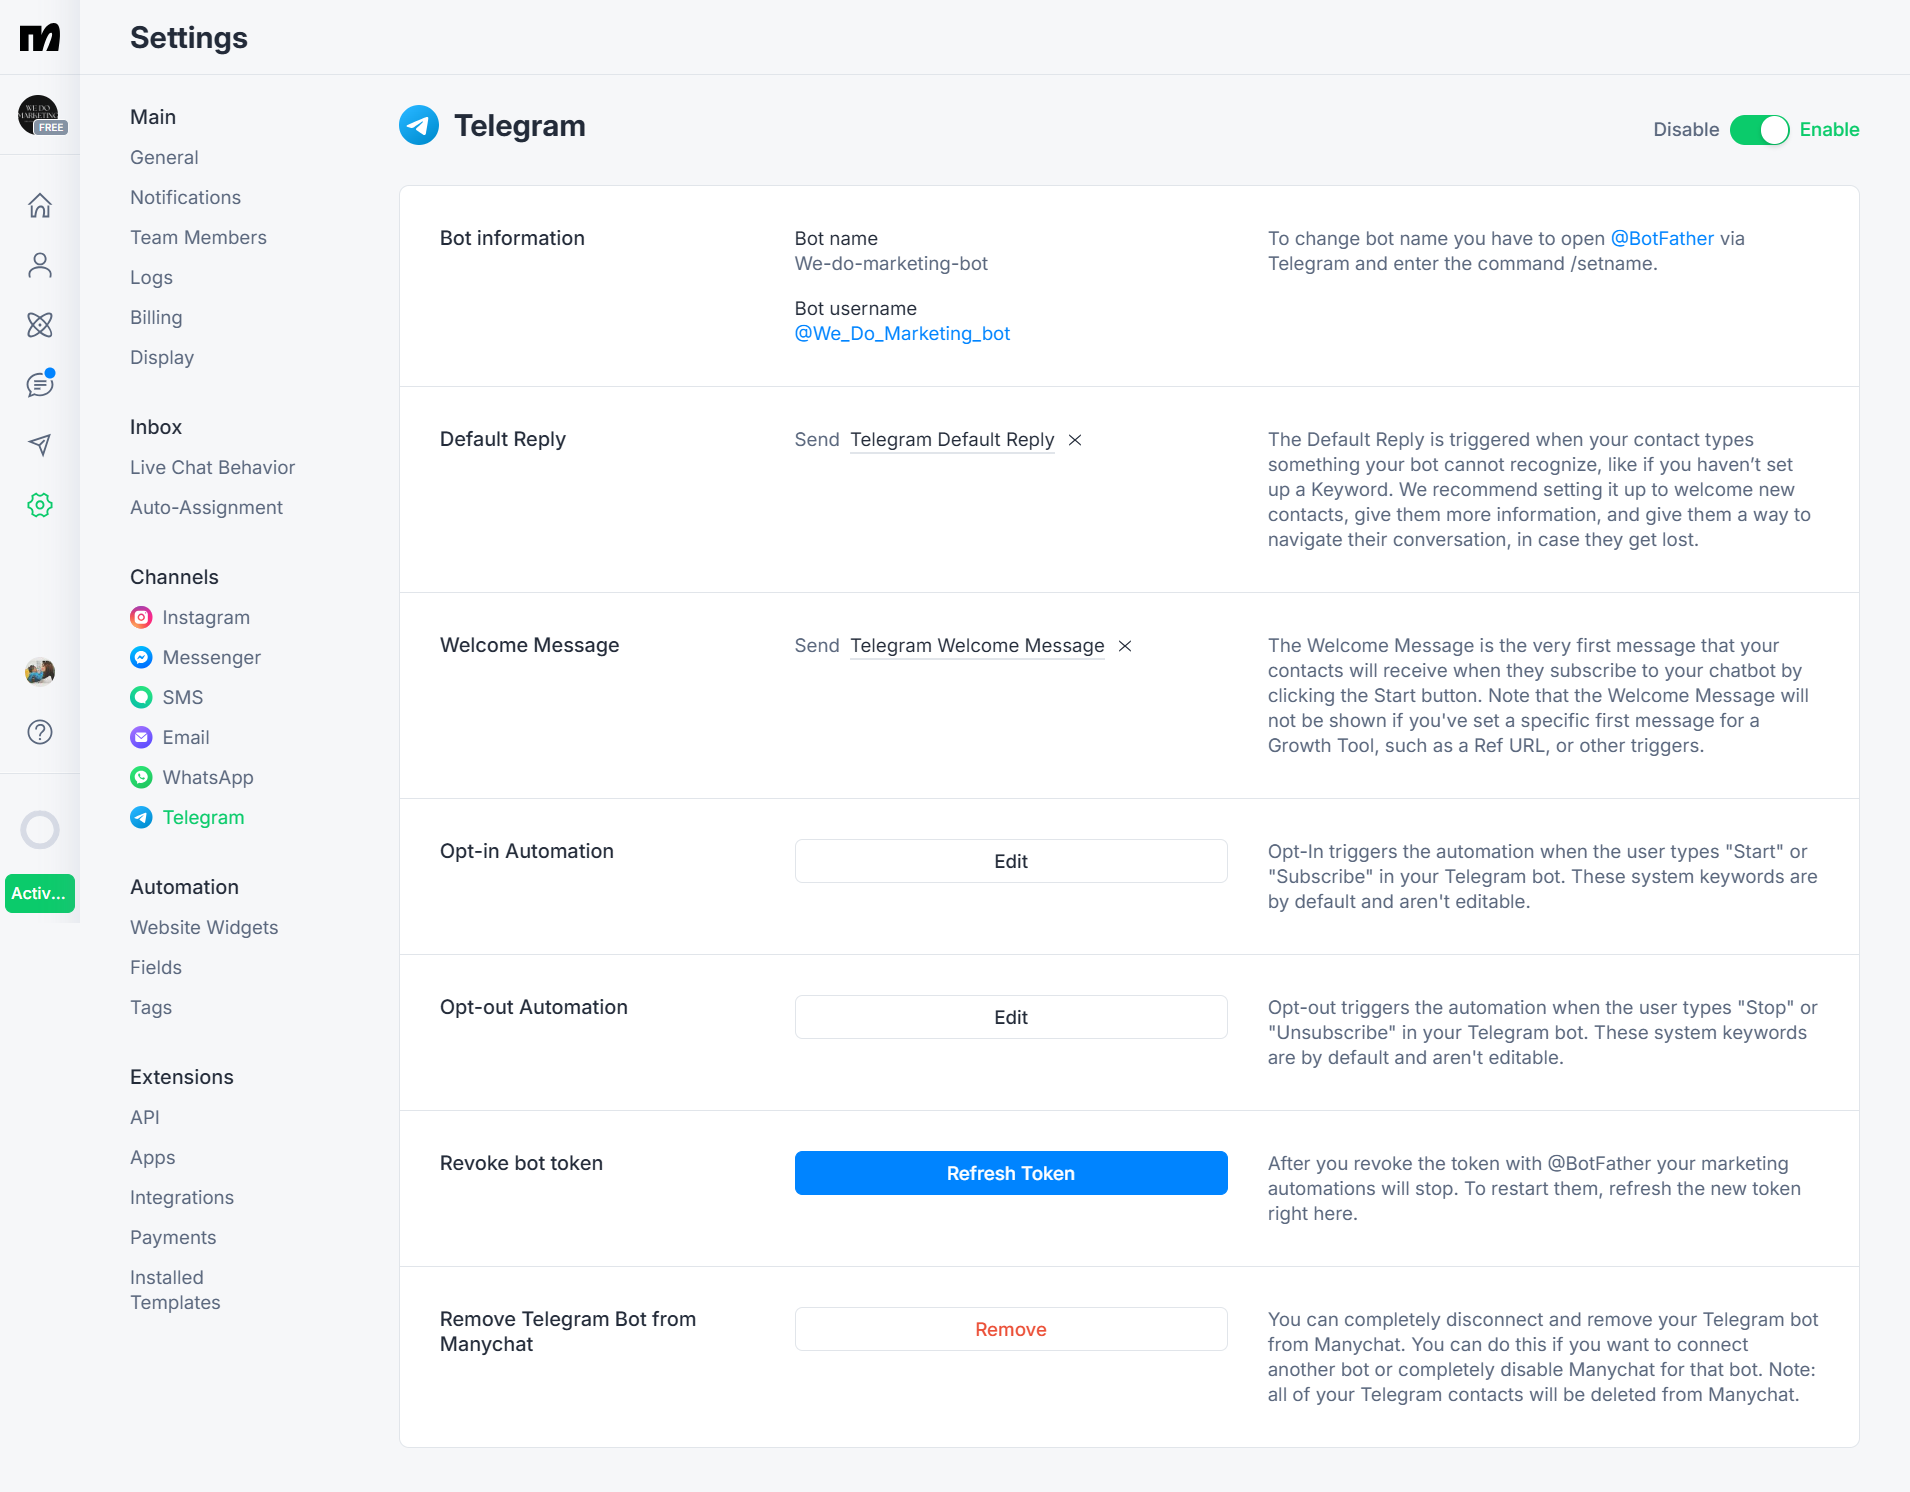 Settings
WE DO
MARKETING
FREE
Activ...
Main
General
Notifications
Team Members
Logs
Billing
Display
Inbox
Live Chat Behavior
Auto-Assignment
Channels
Instagram
Messenger
SMS
Email
WhatsApp
Telegram
Automation
Website Widgets
Fields
Tags
Extensions
API
Apps
Integrations
Payments
Installed
Templates
Telegram
Disable
Enable
Bot information
Bot name
We-do-marketing-bot
Bot username
@We_Do_Marketing_bot
To change bot name you have to open @BotFather via
Telegram and enter the command /setname.
Default Reply
Send Telegram Default Reply
The Default Reply is triggered when your contact types
something your bot cannot recognize, like if you haven’t set
up a Keyword. We recommend setting it up to welcome new
contacts, give them more information, and give them a way to
navigate their conversation, in case they get lost.
Welcome Message
Send Telegram Welcome Message
The Welcome Message is the very first message that your
contacts will receive when they subscribe to your chatbot by
clicking the Start button. Note that the Welcome Message will
not be shown if you've set a specific first message for a
Growth Tool, such as a Ref URL, or other triggers.
Opt-in Automation
Edit
Opt-In triggers the automation when the user types "Start" or
"Subscribe" in your Telegram bot. These system keywords are
by default and aren't editable.
Opt-out Automation
Edit
Opt-out triggers the automation when the user types "Stop" or
"Unsubscribe" in your Telegram bot. These system keywords
are by default and aren't editable.
Revoke bot token
Refresh Token
After you revoke the token with @BotFather your marketing
automations will stop. To restart them, refresh the new token
right here.
Remove Telegram Bot from
Manychat
Remove
You can completely disconnect and remove your Telegram bot
from Manychat. You can do this if you want to connect
another bot or completely disable Manychat for that bot. Note:
all of your Telegram contacts will be deleted from Manychat.